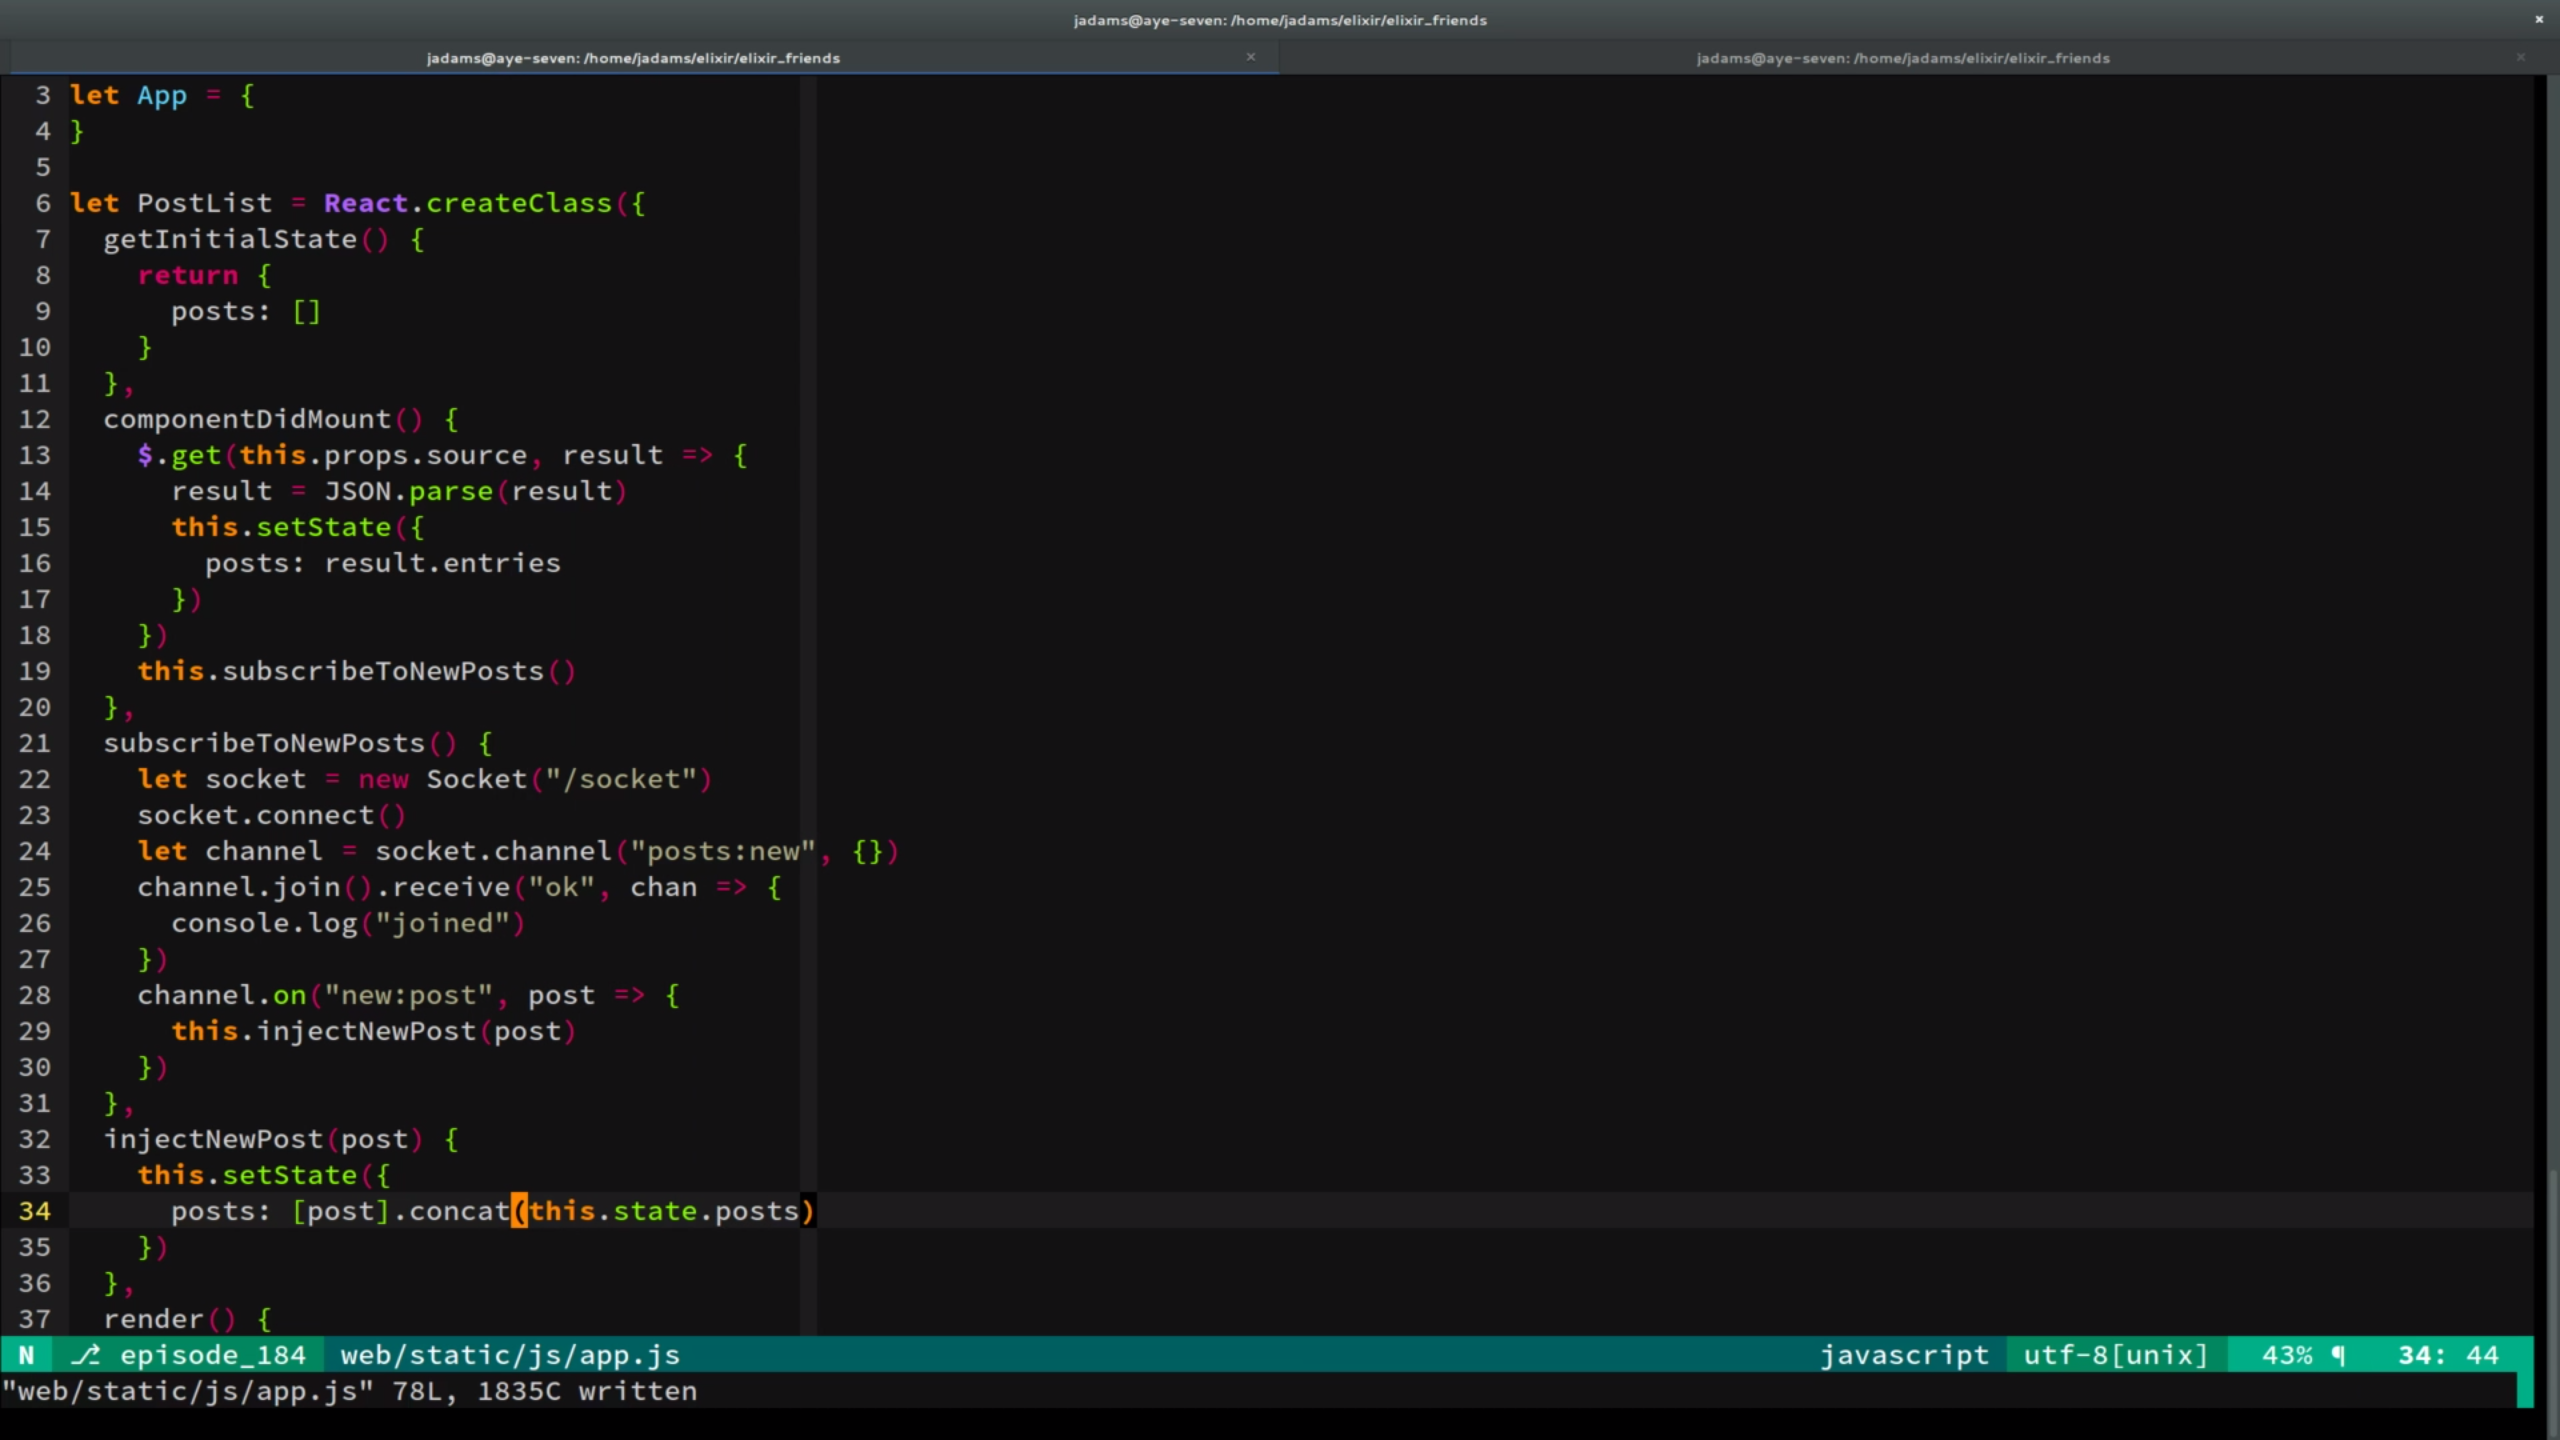 jadams@aye-seven: /home/jadams/elixir/elixir_friends ×
jadams@aye-seven: /home/jadams/elixir/elixir_friends × jadams@aye-seven: /home/jadams/elixir/elixir_friends ×
3 let App = {
4 }
5
6 let PostList = React.createClass({
7   getInitialState() {
8     return {
9       posts: []
10     }
11   },
12   componentDidMount() {
13     $.get(this.props.source, result => {
14       result = JSON.parse(result)
15       this.setState({
16         posts: result.entries
17       })
18     })
19     this.subscribeToNewPosts()
20   },
21   subscribeToNewPosts() {
22     let socket = new Socket("/socket")
23     socket.connect()
24     let channel = socket.channel("posts:new", {})
25     channel.join().receive("ok", chan => {
26       console.log("joined")
27     })
28     channel.on("new:post", post => {
29       this.injectNewPost(post)
30     })
31   },
32   injectNewPost(post) {
33     this.setState({
34       posts: [post].concat(this.state.posts)
35     })
36   },
37   render() {
N ⎇ episode_184 web/static/js/app.js javascript utf-8[unix] 43% ¶ 34: 44
"web/static/js/app.js" 78L, 1835C written